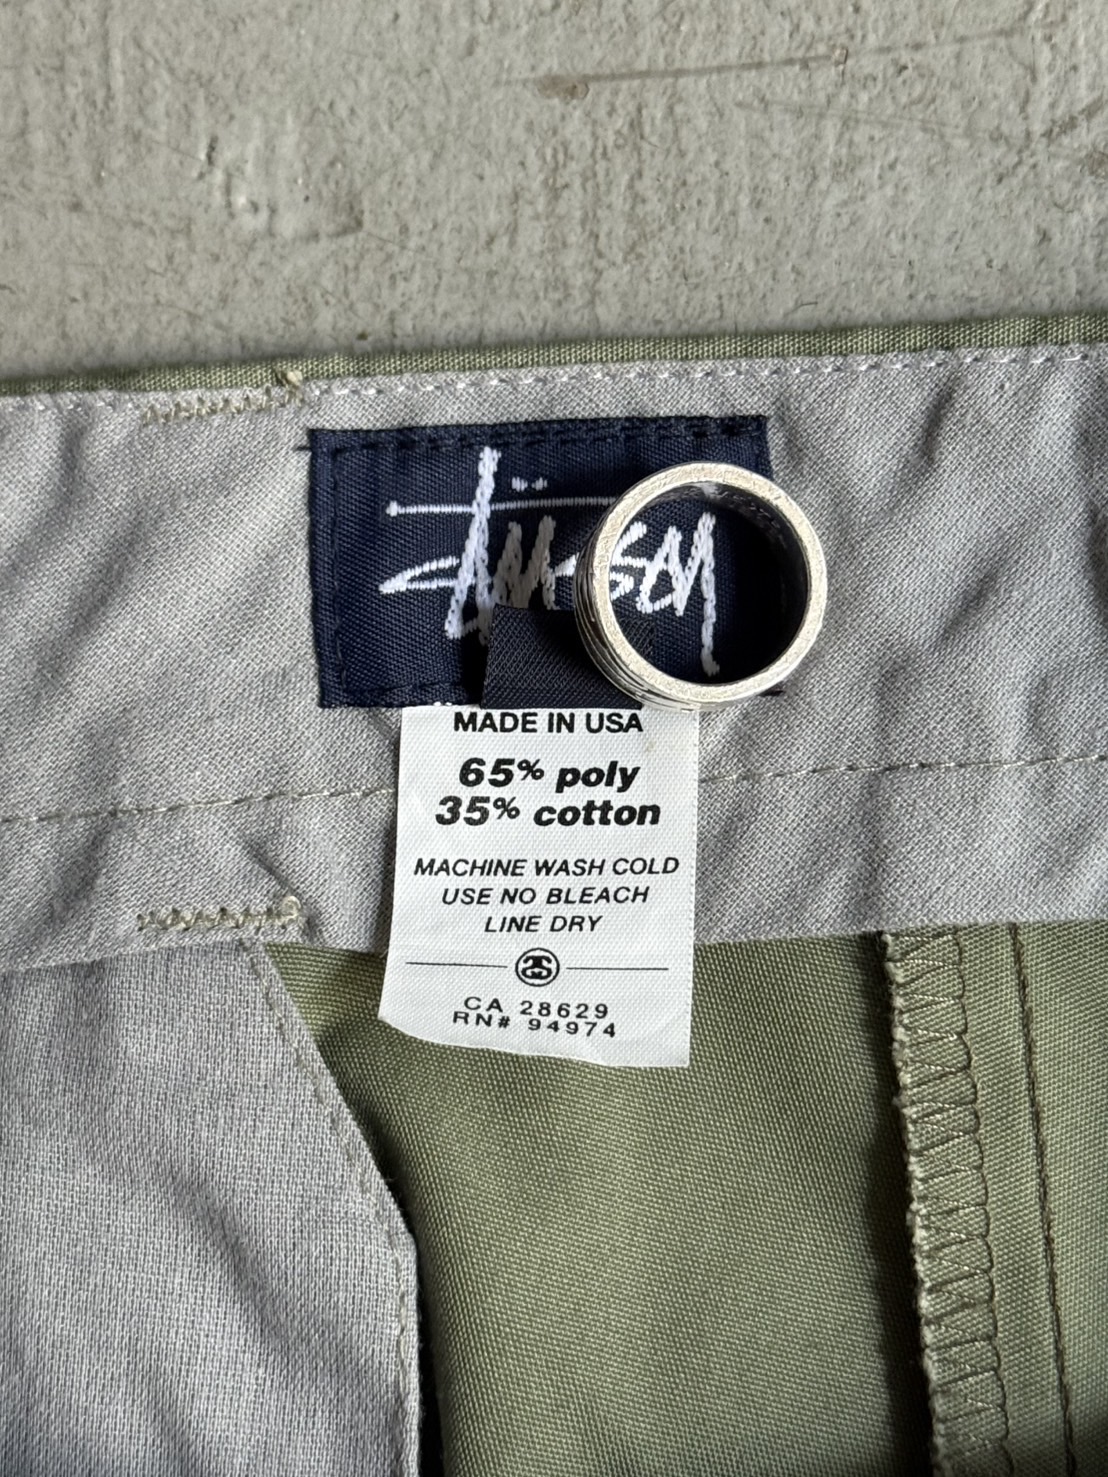 Stüssy
MADE IN USA
65% poly
35% cotton
MACHINE WASH COLD
USE NO BLEACH
LINE DRY
CA 28629
RN# 94974